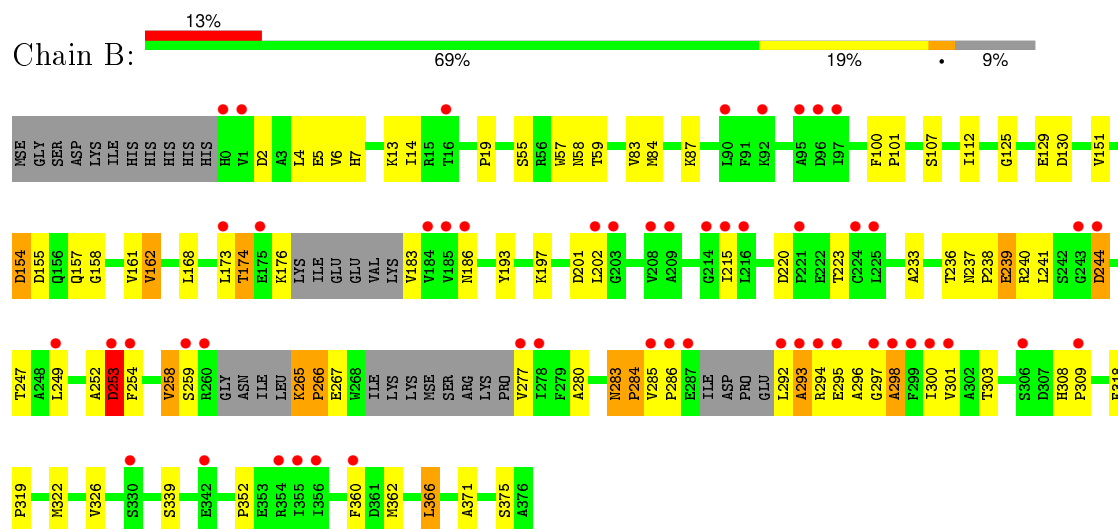 13%
Chain B:
69% 19% • 9%
MSE GLY SER ASP LYS ILE HIS HIS HIS HIS HIS H0 V1 D2 A3 L4 E5 V6 H7 K13 I14 R15 T16 P19 S55 R56 W57 N58 T59 V83 M84 K87 I90 F91 K92 A95 D96 I97 F100 P101 S107 I112 G125 E129 D130 V151
D154 D155 Q156 Q157 G158 V161 V162 L168 L173 T174 E175 K176 LYS ILE GLU GLU VAL LYS V183 V184 V185 N186 Y193 K197 D201 L202 G203 V208 A209 G214 I215 L216 D220 P221 E222 T223 C224 L225 A233 T236 N237 P238 E239 R240 L241 S242 G243 D244
T247 A248 L249 A252 D253 F254 V258 S259 R260 GLY ASN ILE LEU K265 P266 E267 W268 ILE LYS LYS MSE SER ARG LYS PRO V277 I278 F279 A280 N283 P284 V285 P286 E287 ILE ASP PRO GLU L292 A293 R294 E295 A296 G297 A298 F299 I300 V301 A302 T303 S306 D307 H308 P309 E318
P319 M322 V326 S330 S339 E342 P352 E353 R354 I355 I356 F360 D361 M362 L366 A371 S375 A376